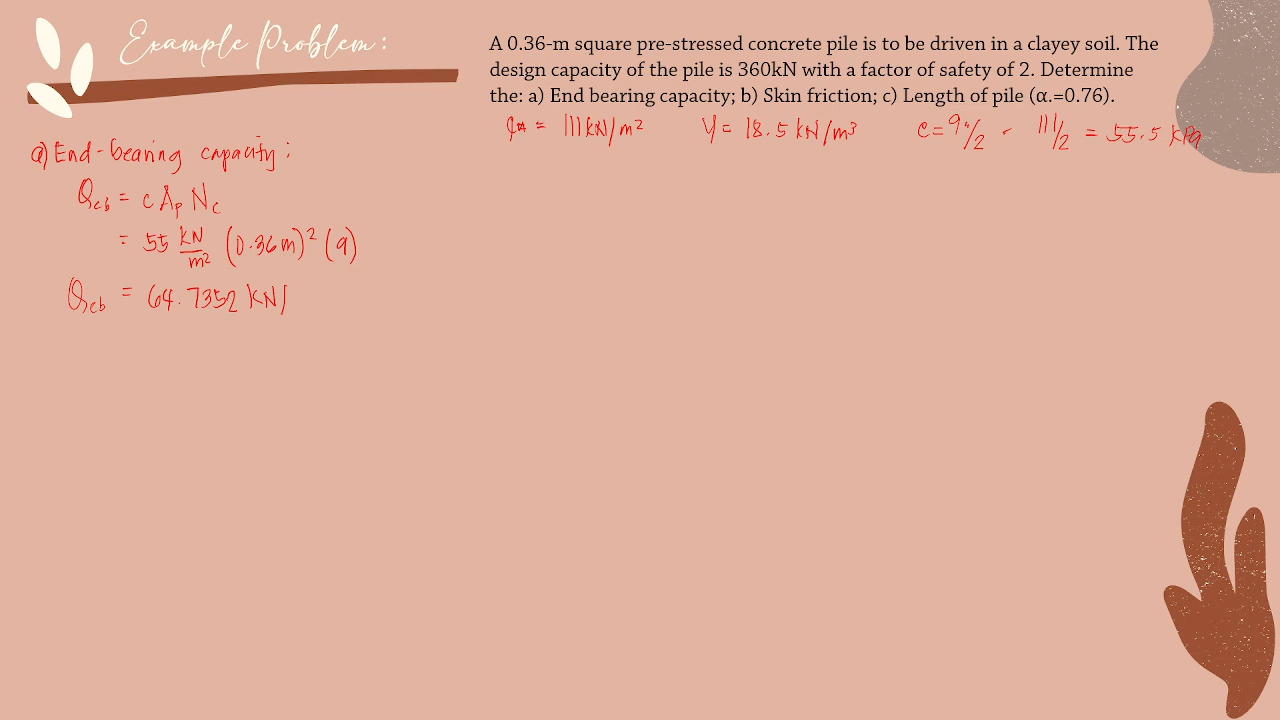 Example Problem:
A 0.36-m square pre-stressed concrete pile is to be driven in a clayey soil. The
design capacity of the pile is 360kN with a factor of safety of 2. Determine
the: a) End bearing capacity; b) Skin friction; c) Length of pile (α.=0.76).
qu = 111 kN/m² γ = 18.5 kN/m³ c = qu/2 = 111/2 = 55.5 kPa
a) End-bearing capacity:
Qeb = c Ap Nc
= 55 kN/m² (0.36m)² (9)
Qeb = 64.7352 kN/